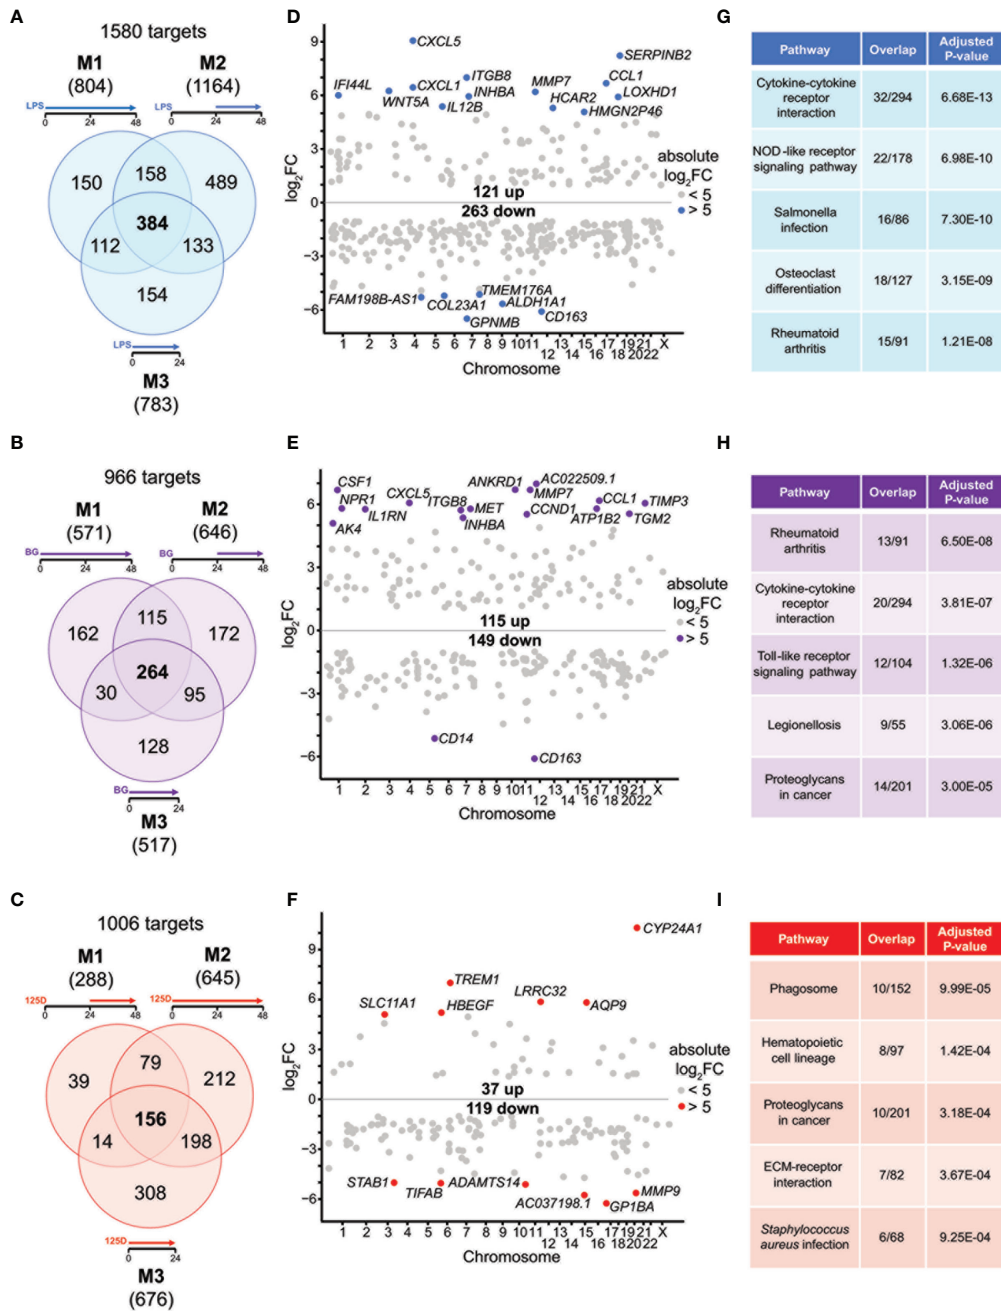 A
1580 targets
M1
(804)
M2
(1164)
LPS
0 24 48
LPS
0 24 48
150
158
489
384
112
133
154
LPS
0 24
M3
(783)
D
log2FC
9
6
3
0
−3
−6
CXCL5
SERPINB2
IFI44L
WNT5A
CXCL1
ITGB8
INHBA
IL12B
MMP7
CCL1
HCAR2
LOXHD1
HMGN2P46
121 up
263 down
absolute
log2FC
< 5
> 5
FAM198B-AS1
COL23A1
TMEM176A
ALDH1A1
GPNMB
CD163
1 2 3 4 5 6 7 8 9 10 11 12 13 14 15 16 17 18 19 20 21 22 X
Chromosome
G
Pathway Overlap Adjusted
P-value
Cytokine-cytokine
receptor
interaction
32/294 6.68E-13
NOD-like receptor
signaling pathway
22/178 6.98E-10
Salmonella
infection
16/86 7.30E-10
Osteoclast
differentiation
18/127 3.15E-09
Rheumatoid
arthritis
15/91 1.21E-08
B
966 targets
M1
(571)
M2
(646)
BG
0 24 48
BG
0 24 48
162
115
172
264
30
95
128
BG
0 24
M3
(517)
E
log2FC
6
3
0
−3
−6
CSF1
NPR1
AK4
IL1RN
CXCL5
ITGB8
MET
INHBA
ANKRD1
AC022509.1
MMP7
CCND1
CCL1
ATP1B2
TIMP3
TGM2
115 up
149 down
absolute
log2FC
< 5
> 5
CD14
CD163
1 2 3 4 5 6 7 8 9 10 11 12 13 14 15 16 17 18 19 20 21 22 X
Chromosome
H
Pathway Overlap Adjusted
P-value
Rheumatoid
arthritis
13/91 6.50E-08
Cytokine-cytokine
receptor
interaction
20/294 3.81E-07
Toll-like receptor
signaling pathway
12/104 1.32E-06
Legionellosis 9/55 3.06E-06
Proteoglycans
in cancer
14/201 3.00E-05
C
1006 targets
M1
(288)
M2
(645)
125D
0 24 48
125D
0 24 48
39
79
212
156
14
198
308
125D
0 24
M3
(676)
F
log2FC
9
6
3
0
−3
−6
CYP24A1
TREM1
SLC11A1
HBEGF
LRRC32
AQP9
37 up
119 down
absolute
log2FC
< 5
> 5
STAB1
TIFAB
ADAMTS14
AC037198.1
GP1BA
MMP9
1 2 3 4 5 6 7 8 9 10 11 12 13 14 15 16 17 18 19 20 21 22 X
Chromosome
I
Pathway Overlap Adjusted
P-value
Phagosome 10/152 9.99E-05
Hematopoietic
cell lineage
8/97 1.42E-04
Proteoglycans
in cancer
10/201 3.18E-04
ECM-receptor
interaction
7/82 3.67E-04
Staphylococcus
aureus infection
6/68 9.25E-04